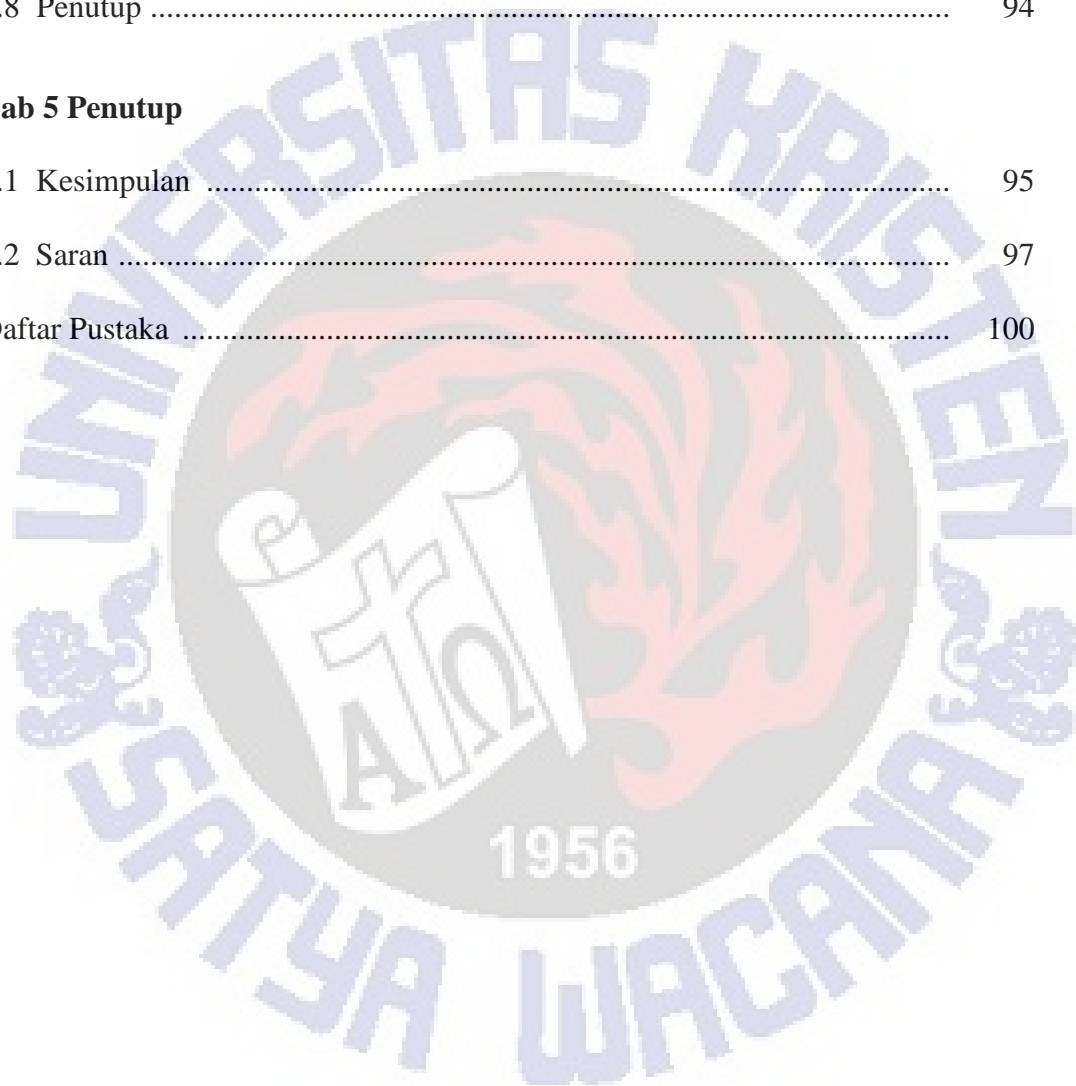 .8 Penutup ........................................................................................................ 94
ab 5 Penutup
.1 Kesimpulan ................................................................................................. 95
.2 Saran ............................................................................................................ 97
aftar Pustaka .................................................................................................... 100
UNIVERSITAS KRISTEN
A Ω
1956
SATYA WACANA